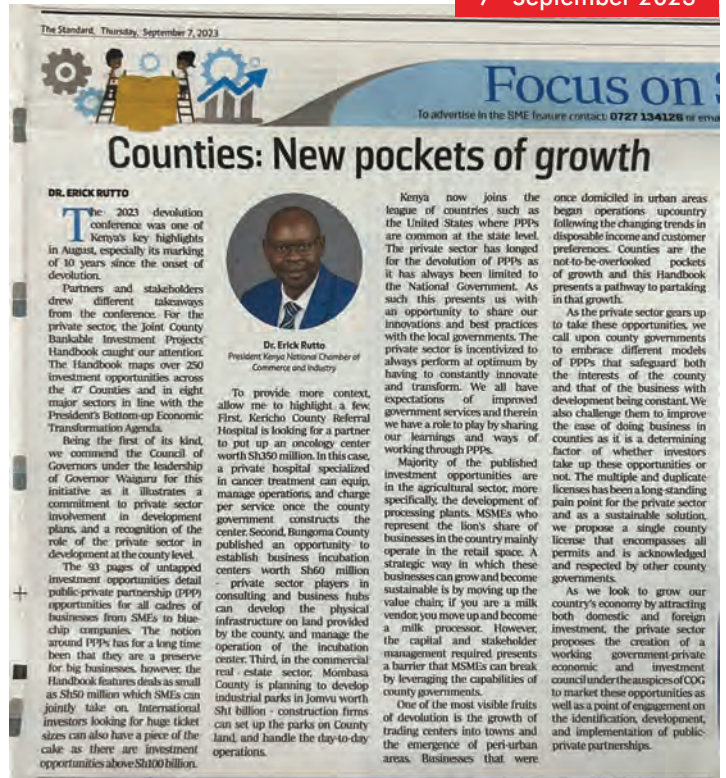 7 September 2023
The Standard, Thursday, September 7, 2023
Focus on
To advertise in the SME feature contact: 0727 134126 or
Counties: New pockets of growth
DR. ERICK RUTTO
The 2023 devolution
conference was one of
Kenya's key highlights
in August, especially its marking
of 10 years since the onset of
devolution.
Partners and stakeholders
drew different takeaways
from the conference. For the
private sector, the Joint County
Bankable Investment Projects
Handbook caught our attention.
The Handbook maps over 250
investment opportunities across
the 47 Counties and in eight
major sectors in line with the
President's Bottom-up Economic
Transformation Agenda.
Being the first of its kind,
we commend the Council of
Governors under the leadership
of Governor Waiguru for this
initiative as it illustrates a
commitment to private sector
involvement in development
plans, and a recognition of the
role of the private sector in
development at the county level.
The 93 pages of untapped
investment opportunities detail
public-private partnership (PPP)
opportunities for all cadres of
businesses from SMEs to blue-
chip companies. The notion
around PPPs has for a long time
been that they are a preserve
for big businesses, however, the
Handbook features deals as small
as Sh50 million which SMEs can
jointly take on. International
investors looking for huge ticket
sizes can also have a piece of the
cake as there are investment
opportunities above Sh100 billion.
Dr. Erick Rutto
President Kenya National Chamber of
Commerce and Industry
To provide more context,
allow me to highlight a few.
First, Kericho County Referral
Hospital is looking for a partner
to put up an oncology center
worth Sh350 million. In this case,
a private hospital specialized
in cancer treatment can equip,
manage operations, and charge
per service once the county
government constructs the
center. Second, Bungoma County
published an opportunity to
establish business incubation
centers worth Sh60 million
- private sector players in
consulting and business hubs
can develop the physical
infrastructure on land provided
by the county, and manage the
operation of the incubation
center. Third, in the commercial
real estate sector, Mombasa
County is planning to develop
industrial parks in Jomvu worth
Sh1 billion - construction firms
can set up the parks on County
land, and handle the day-to-day
operations.
Kenya now joins the
league of countries such as
the United States where PPPs
are common at the state level.
The private sector has longed
for the devolution of PPPs as
it has always been limited to
the National Government. As
such this presents us with
an opportunity to share our
innovations and best practices
with the local governments. The
private sector is incentivized to
always perform at optimum by
having to constantly innovate
and transform. We all have
expectations of improved
government services and therein
we have a role to play by sharing
our learnings and ways of
working through PPPs.
Majority of the published
investment opportunities are
in the agricultural sector, more
specifically, the development of
processing plants. MSMEs who
represent the lion's share of
businesses in the country mainly
operate in the retail space. A
strategic way in which these
businesses can grow and become
sustainable is by moving up the
value chain; if you are a milk
vendor, you move up and become
a milk processor. However,
the capital and stakeholder
management required presents
a barrier that MSMEs can break
by leveraging the capabilities of
county governments.
One of the most visible fruits
of devolution is the growth of
trading centers into towns and
the emergence of peri-urban
areas. Businesses that were
once domiciled in urban areas
began operations upcountry
following the changing trends in
disposable income and customer
preferences. Counties are the
not-to-be-overlooked pockets
of growth and this Handbook
presents a pathway to partaking
in that growth.
As the private sector gears up
to take these opportunities, we
call upon county governments
to embrace different models
of PPPs that safeguard both
the interests of the county
and that of the business with
development being constant. We
also challenge them to improve
the ease of doing business in
counties as it is a determining
factor of whether investors
take up these opportunities or
not. The multiple and duplicate
licenses has been a long-standing
pain point for the private sector
and as a sustainable solution,
we propose a single county
license that encompasses all
permits and is acknowledged
and respected by other county
governments.
As we look to grow our
country's economy by attracting
both domestic and foreign
investment, the private sector
proposes the creation of a
working government-private
economic and investment
council under the auspices of COG
to market these opportunities as
well as a point of engagement on
the identification, development,
and implementation of public-
private partnerships.